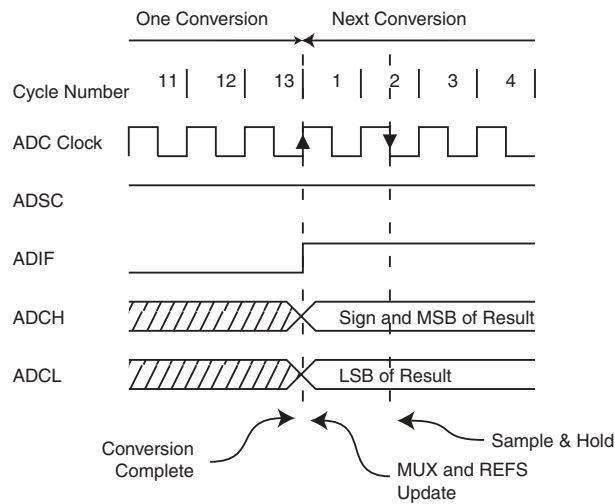 One Conversion Next Conversion
Cycle Number 11 12 13 1 2 3 4
ADC Clock
ADSC
ADIF
ADCH Sign and MSB of Result
ADCL LSB of Result
Conversion
Complete
MUX and REFS
Update
Sample & Hold